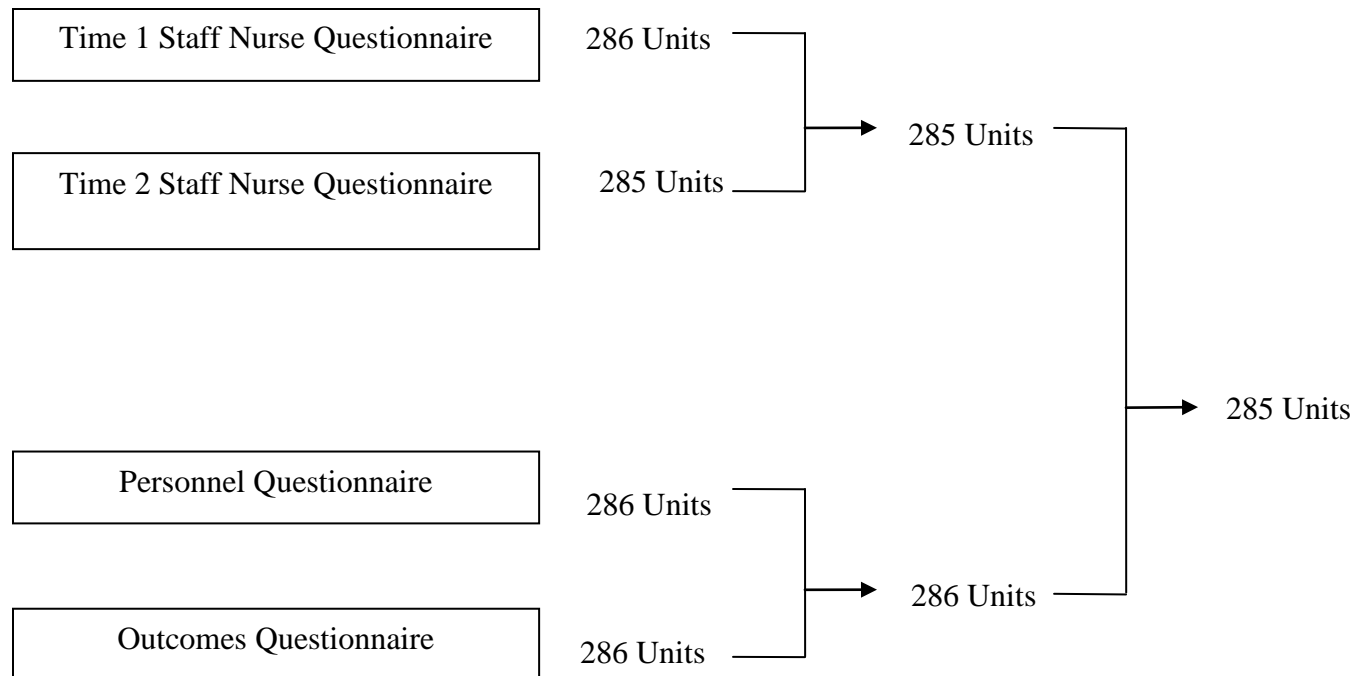 Time 1 Staff Nurse Questionnaire
286 Units
285 Units
Time 2 Staff Nurse Questionnaire
285 Units
285 Units
Personnel Questionnaire
286 Units
286 Units
Outcomes Questionnaire
286 Units